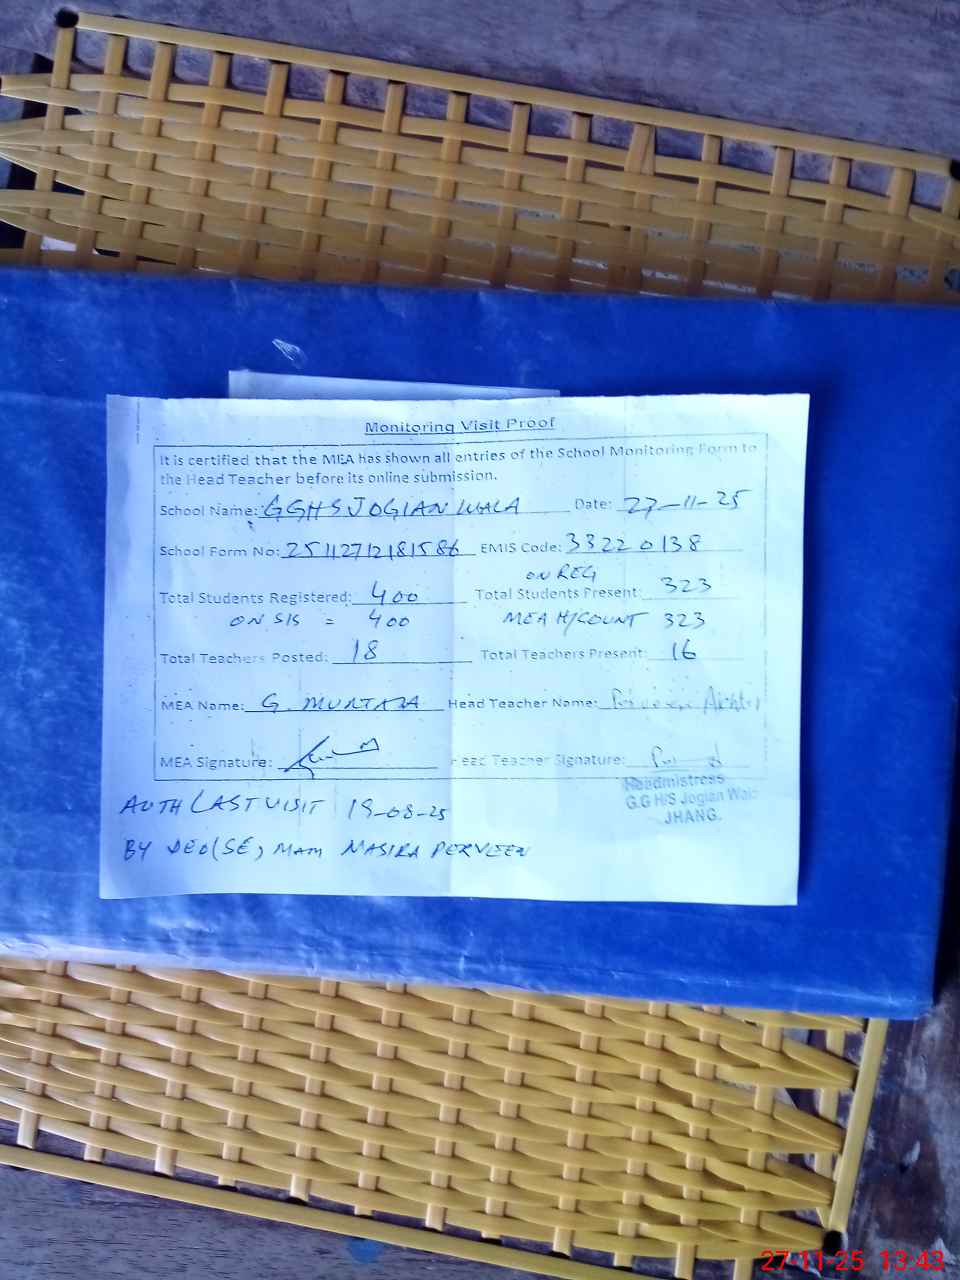 Monitoring Visit Proof
It is certified that the MEA has shown all entries of the School Monitoring Form to
the Head Teacher before its online submission.
School Name: GGHS JOGIAN WALA Date: 27-11-25
School Form No: 25112712181586 EMIS Code: 33220138
ON REG
Total Students Registered: 400 Total Students Present: 323
ON SIS = 400 MEA H/COUNT 323
Total Teachers Posted: 18 Total Teachers Present: 16
MEA Name: G. MURTAZA Head Teacher Name:
MEA Signature: Head Teacher Signature:
Headmistress
G.G H/S Jogian Wala
JHANG.
AUTH LAST VISIT 19-08-25
BY DEO(SE) MAM NASIRA PERVEEN
27-11-25 13:43